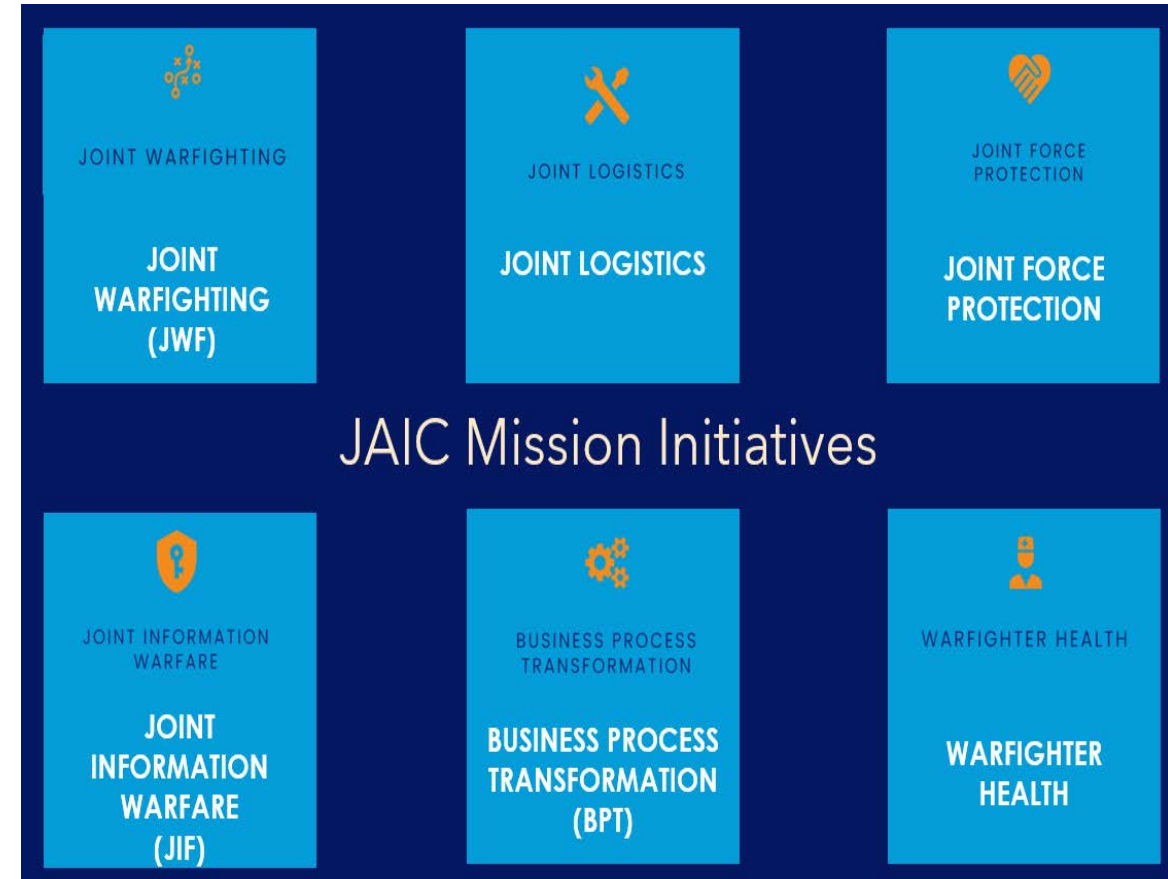 JOINT WARFIGHTING
JOINT
WARFIGHTING
(JWF)
JOINT LOGISTICS
JOINT LOGISTICS
JOINT FORCE
PROTECTION
JOINT FORCE
PROTECTION
JAIC Mission Initiatives
JOINT INFORMATION
WARFARE
JOINT
INFORMATION
WARFARE
(JIF)
BUSINESS PROCESS
TRANSFORMATION
BUSINESS PROCESS
TRANSFORMATION
(BPT)
WARFIGHTER HEALTH
WARFIGHTER
HEALTH